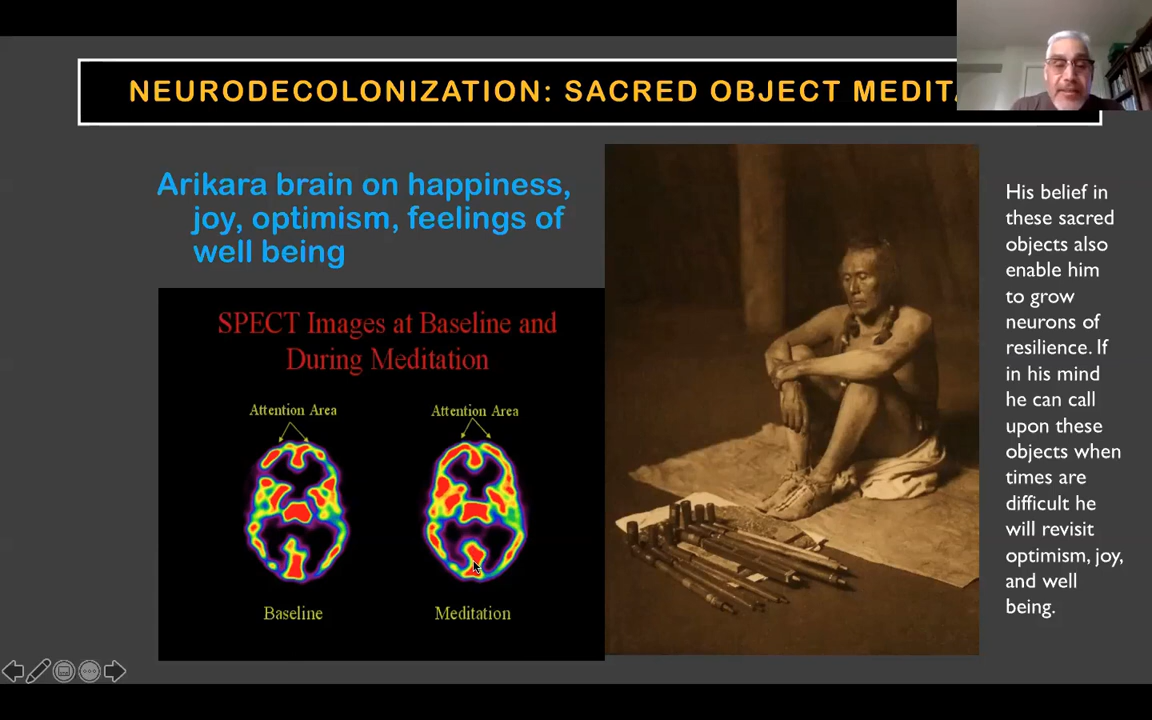 NEURODECOLONIZATION: SACRED OBJECT
Arikara brain on happiness,
joy, optimism, feelings of
well being
SPECT Images at Baseline and
During Meditation
Attention Area
Attention Area
Baseline
Meditation
His belief in
these sacred
objects also
enable him
to grow
neurons of
resilience. If
in his mind
he can call
upon these
objects when
times are
difficult he
will revisit
optimism, joy,
and well
being.